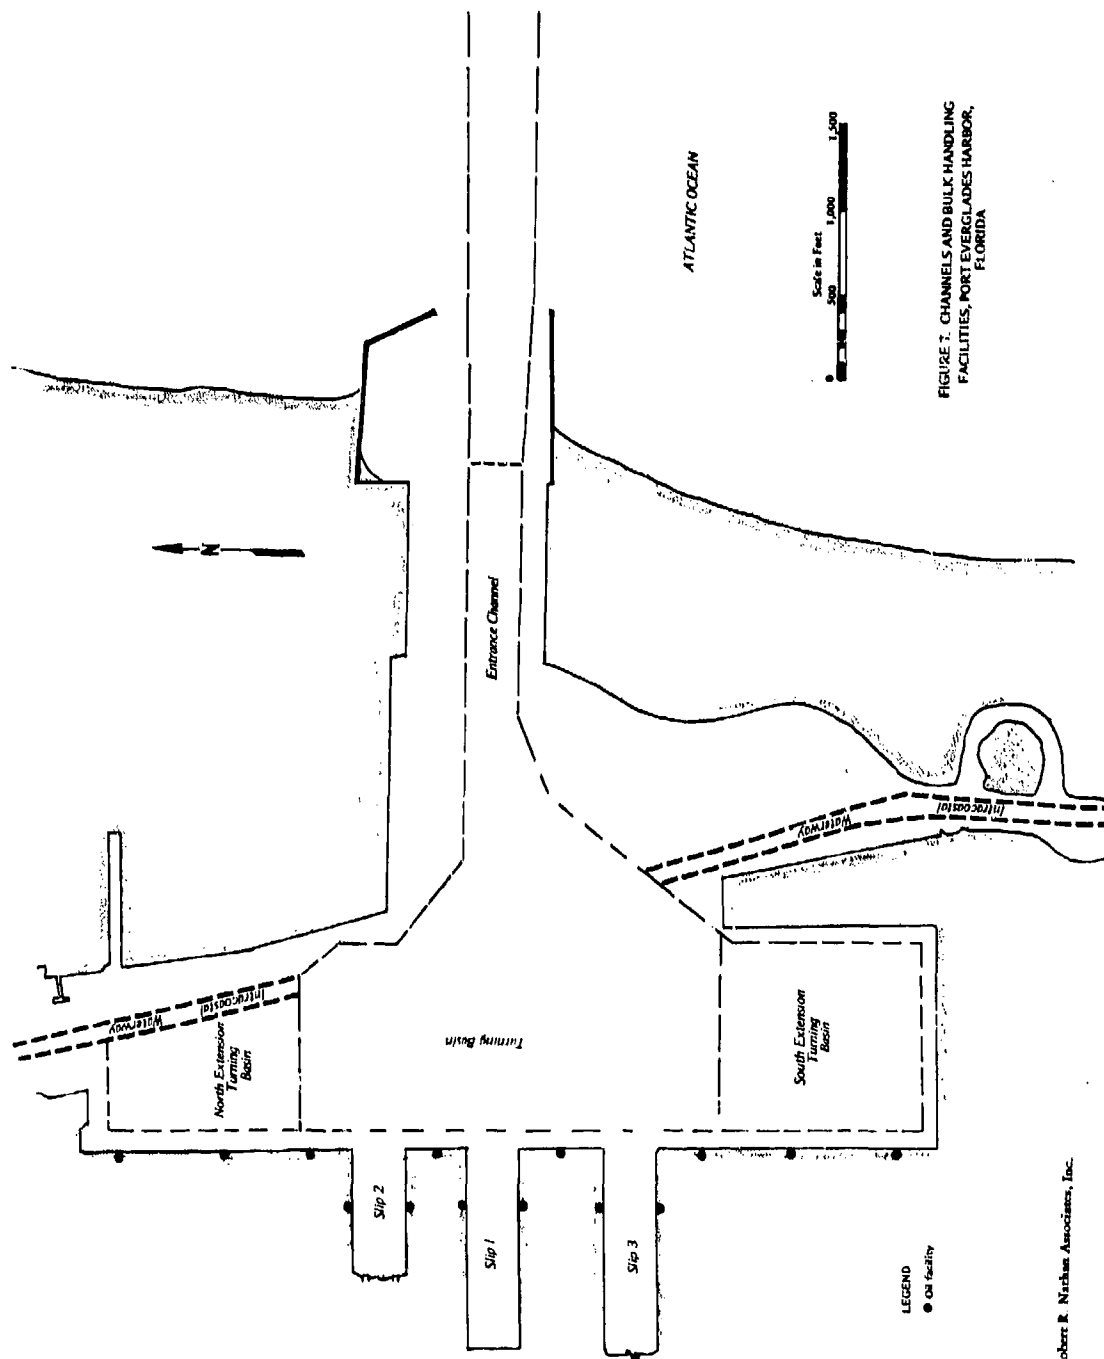 ATLANTIC OCEAN
Scale in Feet
0 500 1,000 1,500
FIGURE 7. CHANNELS AND BULK HANDLING
FACILITIES, PORT EVERGLADES HARBOR,
FLORIDA
N
Entrance Channel
Intracoastal
Waterway
Intracoastal
Waterway
North Extension
Turning
Basin
Turning Basin
South Extension
Turning
Basin
Slip 2
Slip 1
Slip 3
LEGEND
Oil facility
obert R. Nathan Associates, Inc.